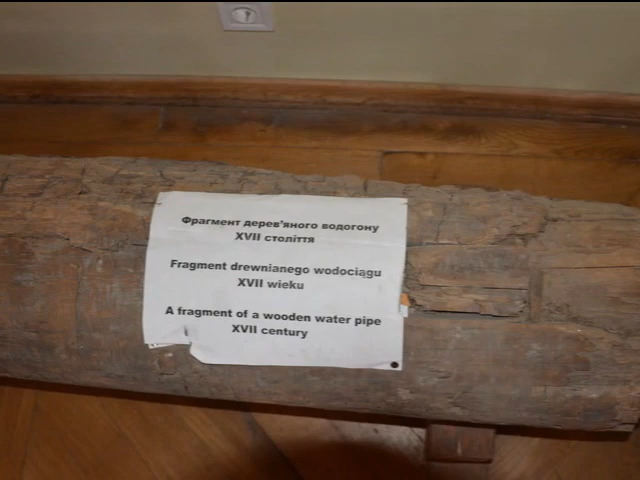 Фрагмент дерев'яного водогону
XVII століття
Fragment drewnianego wodociągu
XVII wieku
A fragment of a wooden water pipe
XVII century